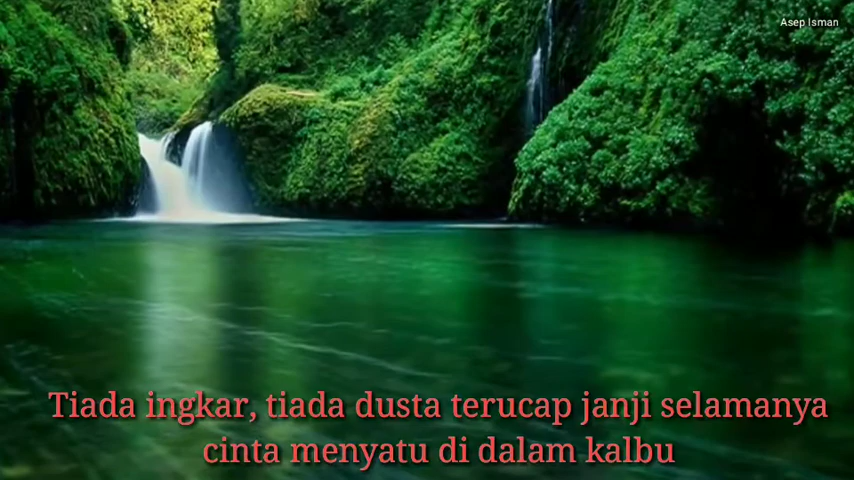 Asep Isman
Tiada ingkar, tiada dusta terucap janji selamanya
cinta menyatu di dalam kalbu